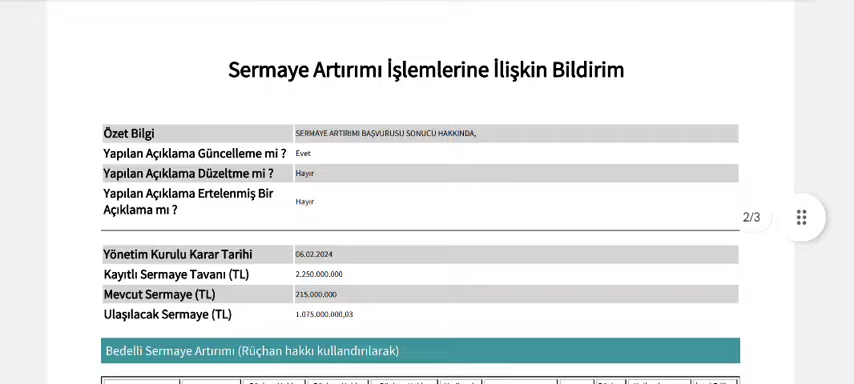 Sermaye Artırımı İşlemlerine İlişkin Bildirim
Özet Bilgi SERMAYE ARTIRIMI BAŞVURUSU SONUCU HAKKINDA,
Yapılan Açıklama Güncelleme mi ? Evet
Yapılan Açıklama Düzeltme mi ? Hayır
Yapılan Açıklama Ertelenmiş Bir
Açıklama mı ? Hayır
2/3
Yönetim Kurulu Karar Tarihi 06.02.2024
Kayıtlı Sermaye Tavanı (TL) 2.250.000.000
Mevcut Sermaye (TL) 215.000.000
Ulaşılacak Sermaye (TL) 1.075.000.000,03
Bedelli Sermaye Artırımı (Rüçhan hakkı kullandırılarak)